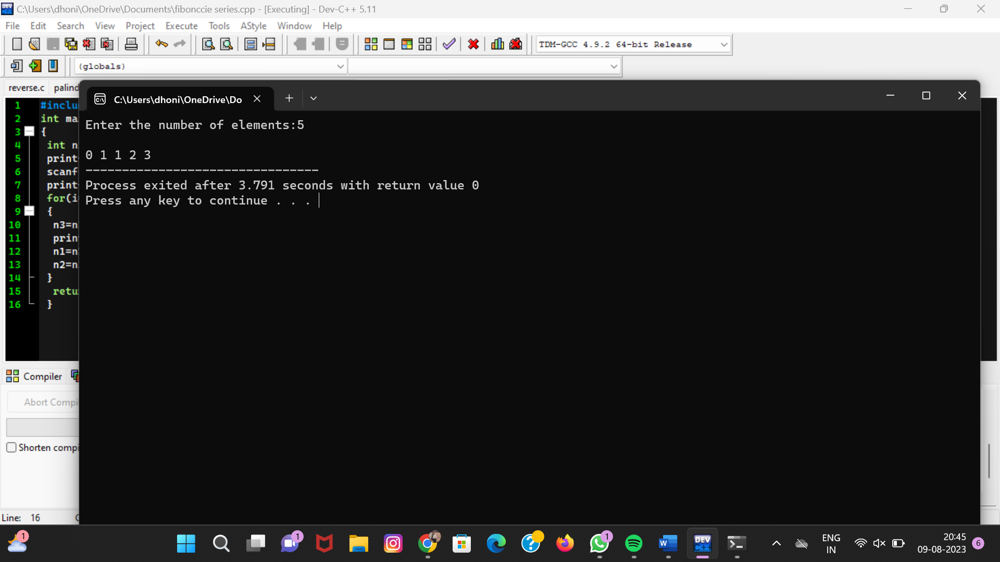 C:\Users\dhoni\OneDrive\Documents\fibonccie series.cpp - [Executing] - Dev-C++ 5.11
File Edit Search View Project Execute Tools AStyle Window Help
TDM-GCC 4.9.2 64-bit Release
(globals)
reverse.c palind
C:\Users\dhoni\OneDrive\Do
1 #inclu
2 int ma
3 {
4 int n
5 print
6 scanf
7 print
8 for(i
9 {
10 n3=n
11 prin
12 n1=n
13 n2=n
14 }
15 retu
16 }
Enter the number of elements:5
0 1 1 2 3
--------------------------------
Process exited after 3.791 seconds with return value 0
Press any key to continue . . .
Compiler
Abort Compi
Shorten compi
Line: 16
1
1
W
1
DEV
C++
ENG
IN
20:45
09-08-2023
6